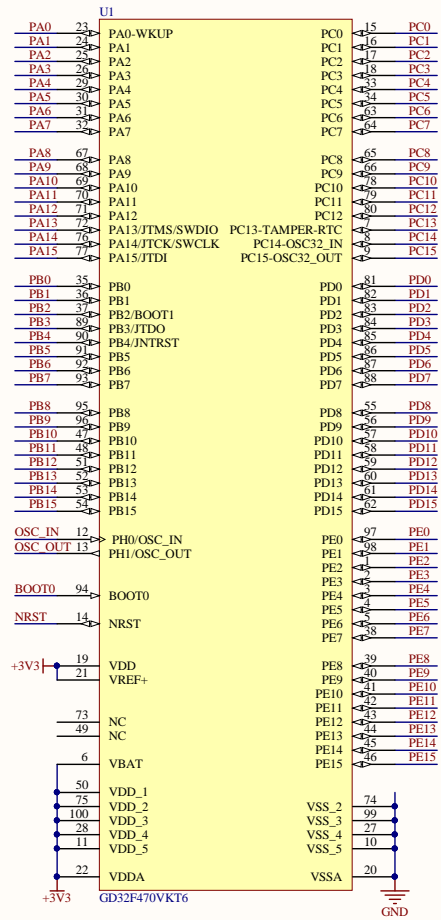 U1
PA0 23 PA0-WKUP PC0 15 PC0
PA1 24 PA1 PC1 16 PC1
PA2 25 PA2 PC2 17 PC2
PA3 26 PA3 PC3 18 PC3
PA4 29 PA4 PC4 33 PC4
PA5 30 PA5 PC5 34 PC5
PA6 31 PA6 PC6 63 PC6
PA7 32 PA7 PC7 64 PC7
PA8 67 PA8 PC8 65 PC8
PA9 68 PA9 PC9 66 PC9
PA10 69 PA10 PC10 78 PC10
PA11 70 PA11 PC11 79 PC11
PA12 71 PA12 PC12 80 PC12
PA13 72 PA13/JTMS/SWDIO PC13-TAMPER-RTC 7 PC13
PA14 76 PA14/JTCK/SWCLK PC14-OSC32_IN 8 PC14
PA15 77 PA15/JTDI PC15-OSC32_OUT 9 PC15
PB0 35 PB0 PD0 81 PD0
PB1 36 PB1 PD1 82 PD1
PB2 37 PB2/BOOT1 PD2 83 PD2
PB3 89 PB3/JTDO PD3 84 PD3
PB4 90 PB4/JNTRST PD4 85 PD4
PB5 91 PB5 PD5 86 PD5
PB6 92 PB6 PD6 87 PD6
PB7 93 PB7 PD7 88 PD7
PB8 95 PB8 PD8 55 PD8
PB9 96 PB9 PD9 56 PD9
PB10 47 PB10 PD10 57 PD10
PB11 48 PB11 PD11 58 PD11
PB12 51 PB12 PD12 59 PD12
PB13 52 PB13 PD13 60 PD13
PB14 53 PB14 PD14 61 PD14
PB15 54 PB15 PD15 62 PD15
OSC_IN 12 PH0/OSC_IN PE0 97 PE0
OSC_OUT 13 PH1/OSC_OUT PE1 98 PE1
PE2 1 PE2
PE3 2 PE3
BOOT0 94 BOOT0 PE4 3 PE4
PE5 4 PE5
NRST 14 NRST PE6 5 PE6
PE7 38 PE7
+3V3 19 VDD PE8 39 PE8
21 VREF+ PE9 40 PE9
PE10 41 PE10
PE11 42 PE11
73 NC PE12 43 PE12
49 NC PE13 44 PE13
PE14 45 PE14
6 VBAT PE15 46 PE15
50 VDD_1
75 VDD_2 VSS_2 74
100 VDD_3 VSS_3 99
28 VDD_4 VSS_4 27
11 VDD_5 VSS_5 10
22 VDDA VSSA 20
+3V3 GD32F470VKT6 GND